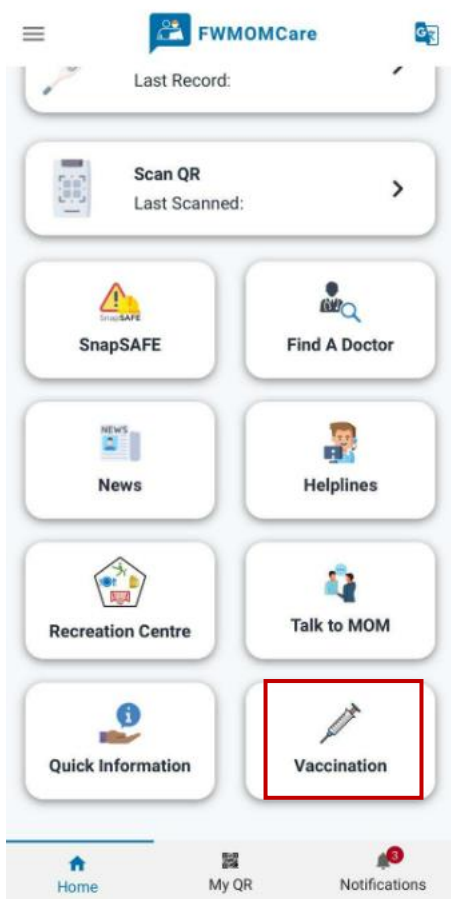 FWMOMCare
Last Record:
Scan QR
Last Scanned:
SnapSAFE
SnapSAFE
Find A Doctor
NEWS
News
Helplines
Recreation Centre
Talk to MOM
Quick Information
Vaccination
3
Home
My QR
Notifications